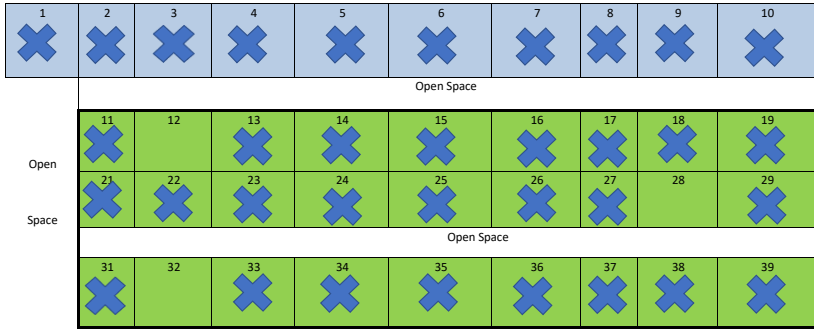 1 2 3 4 5 6 7 8 9 10
Open Space
11 12 13 14 15 16 17 18 19
Open
21 22 23 24 25 26 27 28 29
Space
Open Space
31 32 33 34 35 36 37 38 39